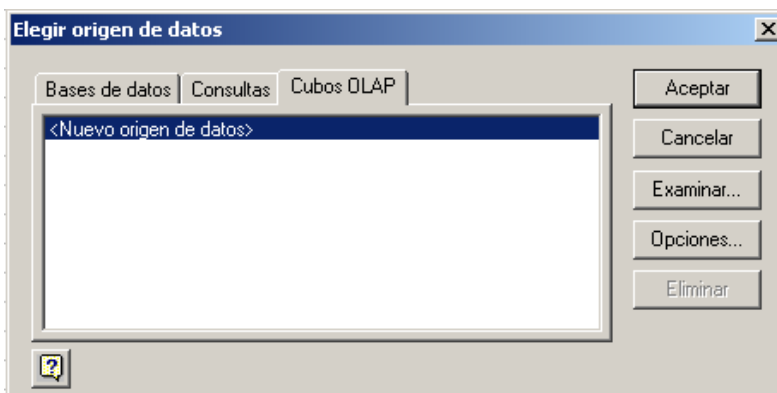 Elegir origen de datos
Bases de datos Consultas Cubos OLAP
<Nuevo origen de datos>
Aceptar
Cancelar
Examinar...
Opciones...
Eliminar